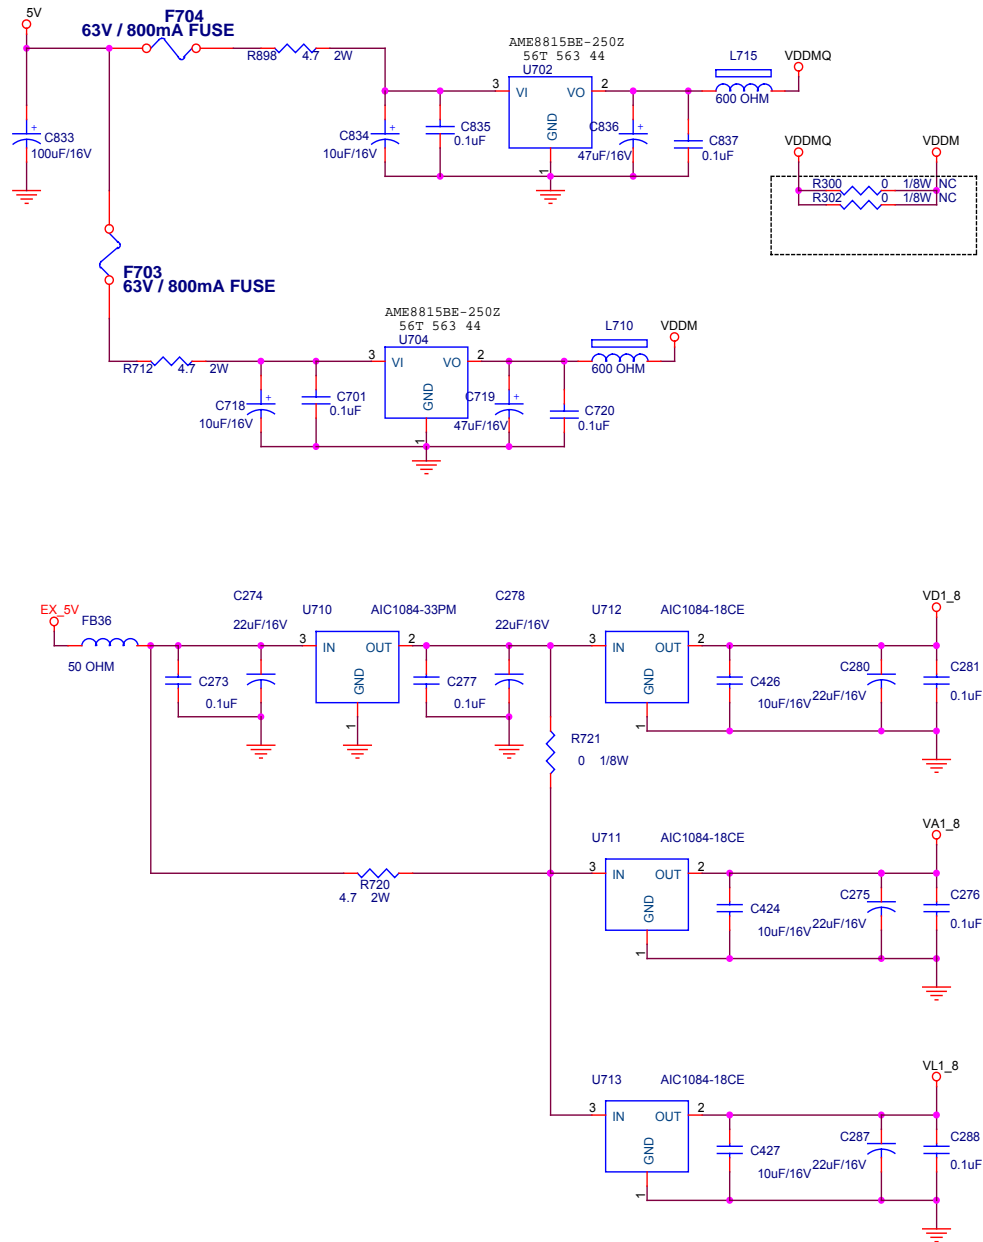 5V
F704
63V / 800mA FUSE
R898 4.7 2W
AME8815BE-250Z
56T 563 44
U702
3 VI VO 2
GND
1
L715
600 OHM
VDDMQ
C833
100uF/16V
C834
10uF/16V
C835
0.1uF
C836
47uF/16V
C837
0.1uF
VDDMQ VDDM
R300 0 1/8W NC
R302 0 1/8W NC
F703
63V / 800mA FUSE
AME8815BE-250Z
56T 563 44
U704
3 VI VO 2
GND
1
L710
600 OHM
VDDM
R712 4.7 2W
C718
10uF/16V
C701
0.1uF
C719
47uF/16V
C720
0.1uF
EX_5V
FB36
50 OHM
C274
22uF/16V
C273
0.1uF
U710 AIC1084-33PM
3 IN OUT 2
GND
1
C278
22uF/16V
C277
0.1uF
U712 AIC1084-18CE
3 IN OUT 2
GND
1
VD1_8
C426
10uF/16V
C280
22uF/16V
C281
0.1uF
R721
0 1/8W
R720
4.7 2W
U711 AIC1084-18CE
3 IN OUT 2
GND
1
VA1_8
C424
10uF/16V
C275
22uF/16V
C276
0.1uF
U713 AIC1084-18CE
3 IN OUT 2
GND
1
VL1_8
C427
10uF/16V
C287
22uF/16V
C288
0.1uF